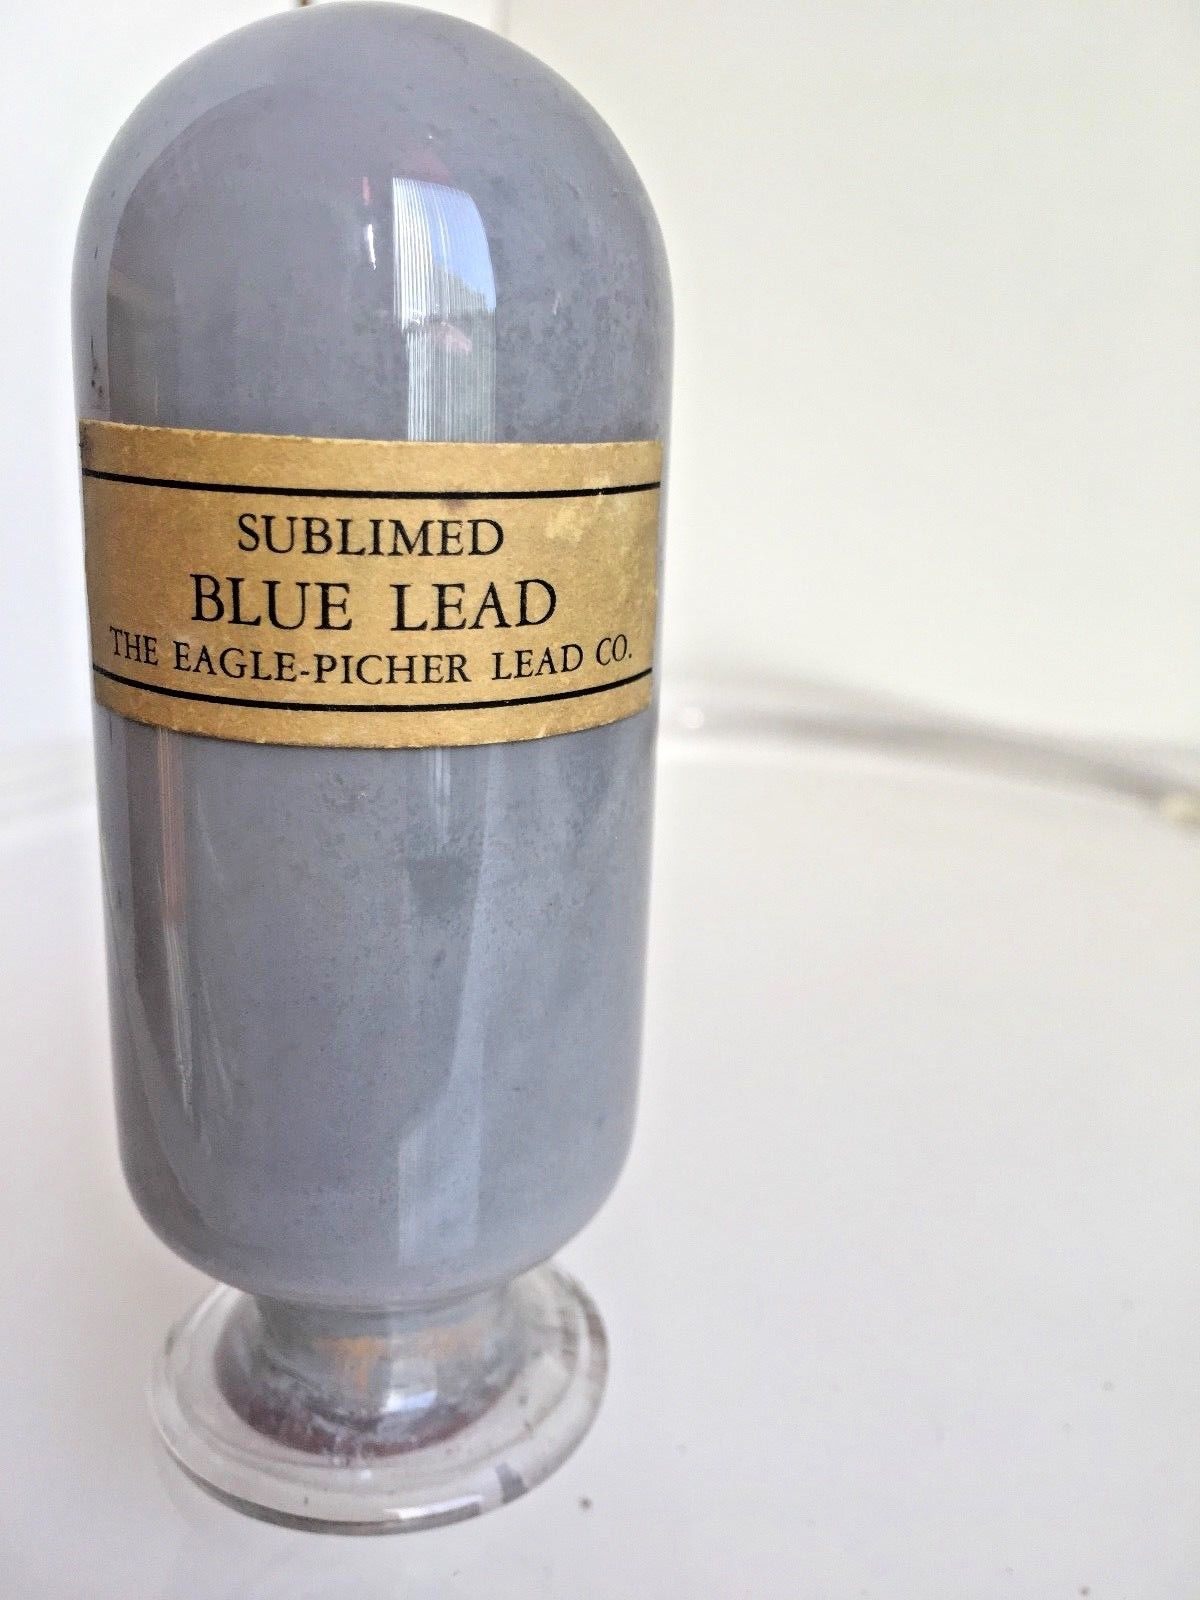 SUBLIMED
BLUE LEAD
THE EAGLE-PICHER LEAD CO.